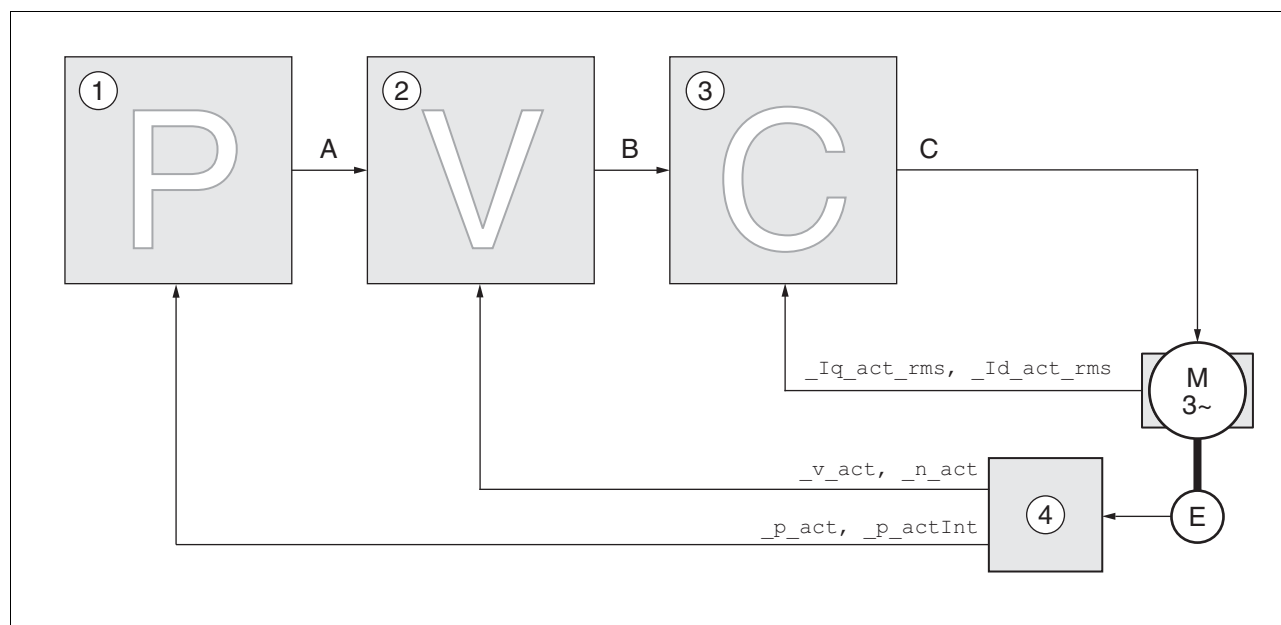 1
P
A
2
V
B
3
C
C
_Iq_act_rms, _Id_act_rms
M
3~
_v_act, _n_act
_p_act, _p_actInt
4
E